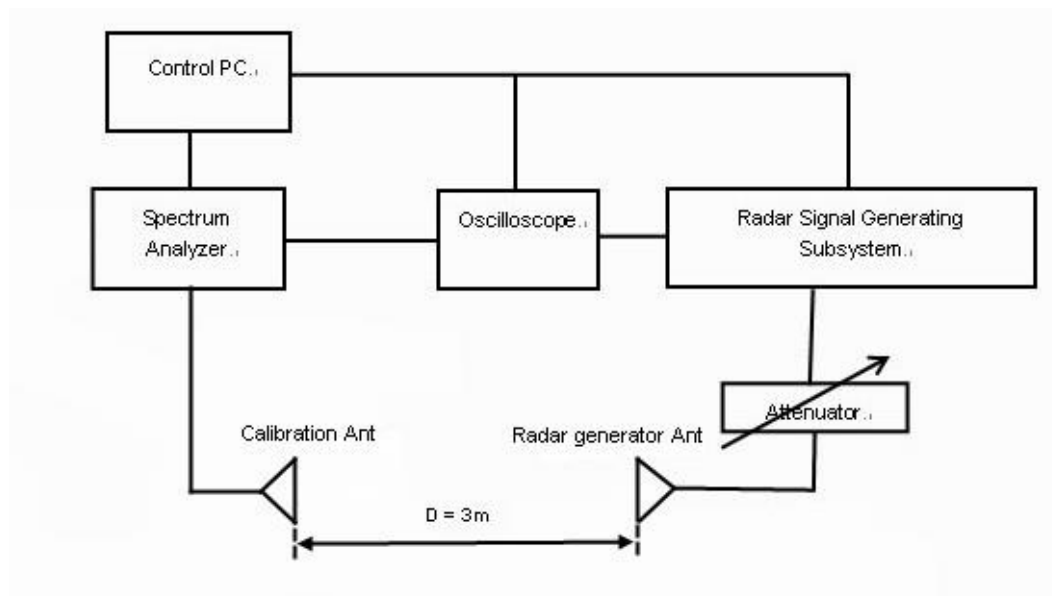 Control PC.
Spectrum
Analyzer.
Oscilloscope.
Radar Signal Generating
Subsystem.
Attenuator.
Calibration Ant
Radar generator Ant
D = 3m